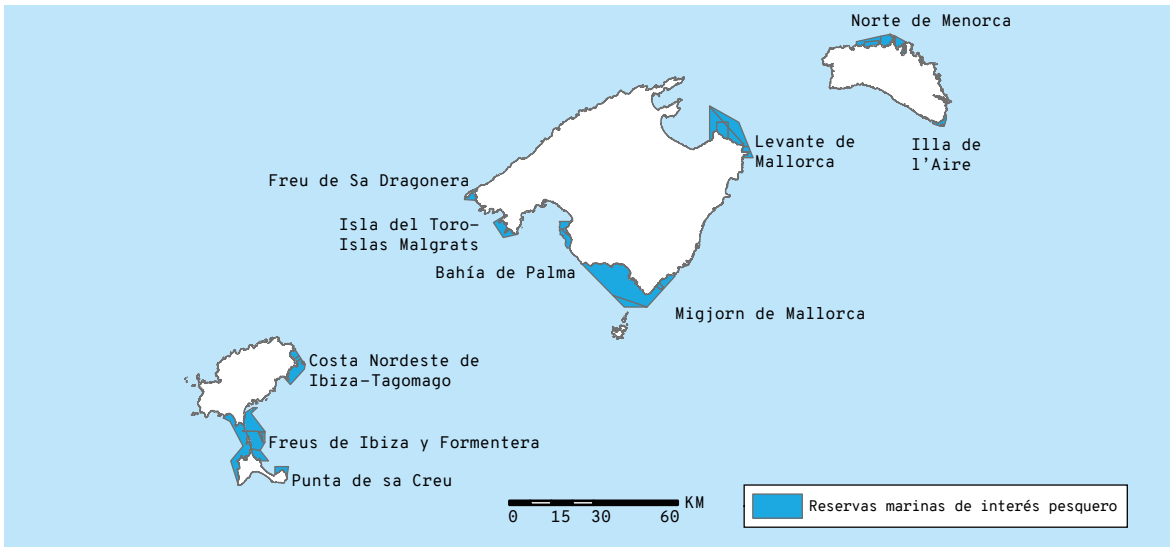 Norte de Menorca
Levante de
Mallorca
Illa de
l'Aire
Freu de Sa Dragonera
Isla del Toro-
Islas Malgrats
Bahía de Palma
Migjorn de Mallorca
Costa Nordeste de
Ibiza-Tagomago
Freus de Ibiza y Formentera
Punta de sa Creu
KM
0 15 30 60
Reservas marinas de interés pesquero